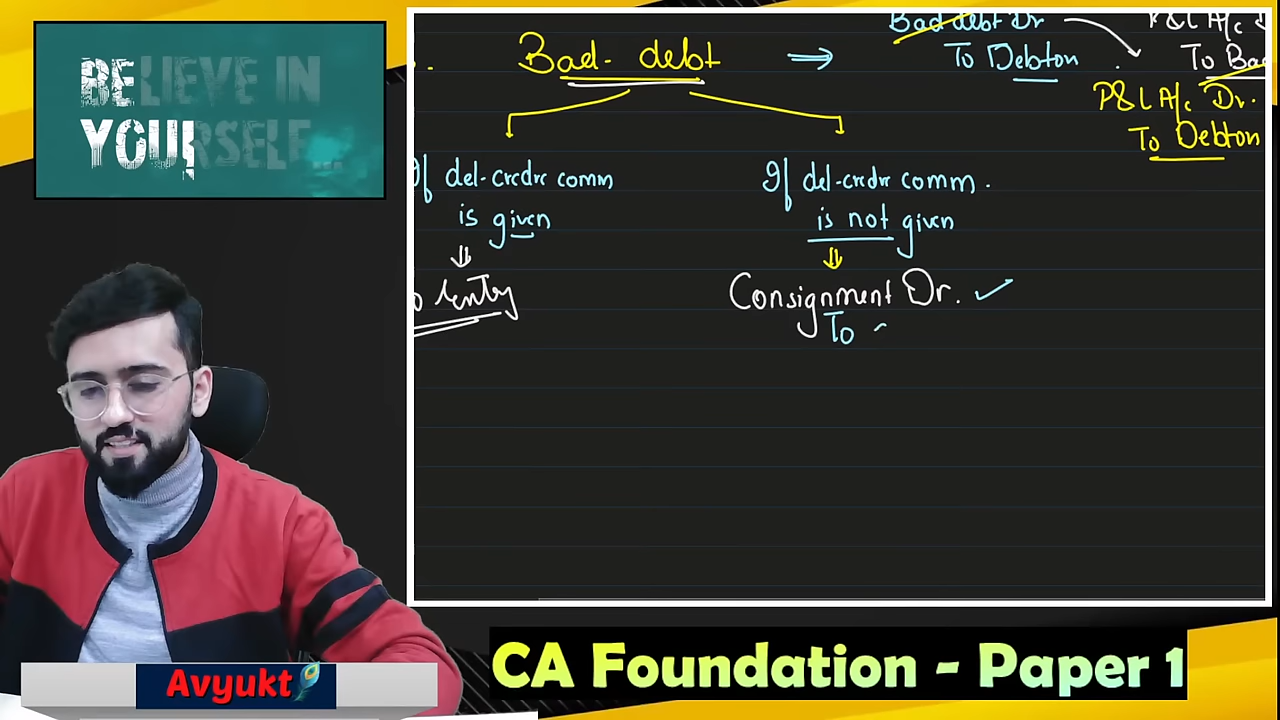 BELIEVE IN
YOURSELF...
Bad debt Dr
To Debtor
P&L A/c
To Bad
P&L A/c Dr.
To Debtor
Bad- debt ⇒
If del-credre comm
is given
⇓
Entry
If del-credre comm.
is not given
⇓
Consignment Dr. ✓
To
CA Foundation - Paper 1
Avyukt